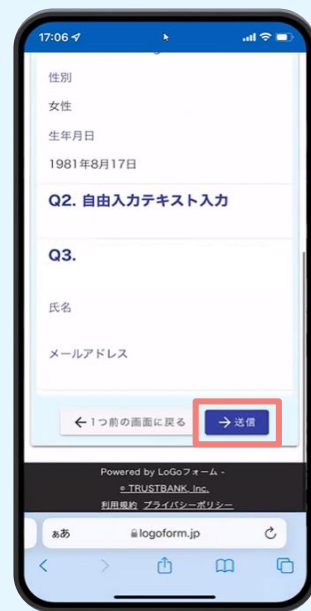 17:06
性別
女性
生年月日
1981年8月17日
Q2. 自由入力テキスト入力
Q3.
氏名
メールアドレス
←1つ前の画面に戻る
→送信
Powered by LoGoフォーム -
© TRUSTBANK, Inc.
利用規約 プライバシーポリシー
ぁあ
logoform.jp